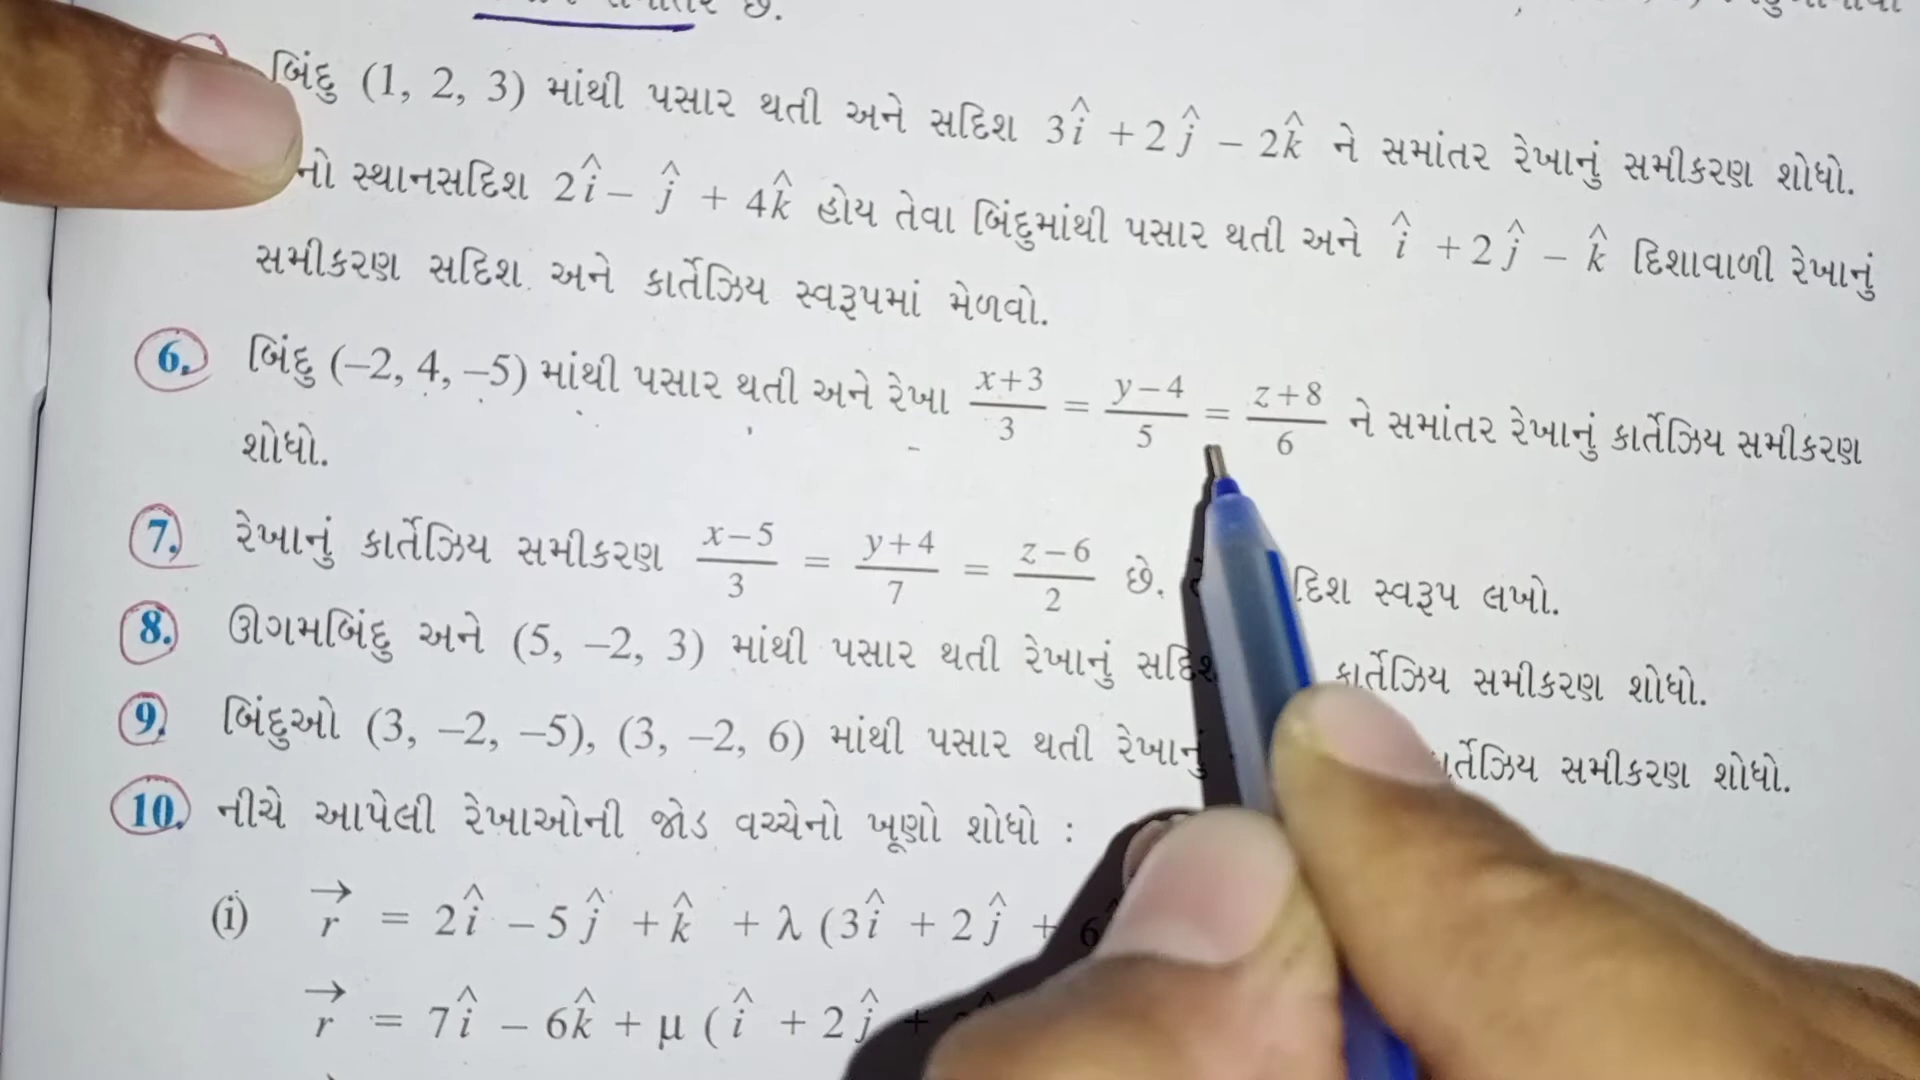 છે.
બિંદુ (1, 2, 3) માંથી પસાર થતી અને સદિશ 3î + 2ĵ – 2k̂ ને સમાંતર રેખાનું સમીકરણ શોધો.
નો સ્થાનસદિશ 2î – ĵ + 4k̂ હોય તેવા બિંદુમાંથી પસાર થતી અને î + 2ĵ – k̂ દિશાવાળી રેખાનું
સમીકરણ સદિશ અને કાર્તેઝિય સ્વરૂપમાં મેળવો.
6. બિંદુ (–2, 4, –5) માંથી પસાર થતી અને રેખા (x+3)/3 = (y–4)/5 = (z+8)/6 ને સમાંતર રેખાનું કાર્તેઝિય સમીકરણ
શોધો.
7. રેખાનું કાર્તેઝિય સમીકરણ (x–5)/3 = (y+4)/7 = (z–6)/2 છે. દિશ સ્વરૂપ લખો.
8. ઊગમબિંદુ અને (5, –2, 3) માંથી પસાર થતી રેખાનું સદિશ કાર્તેઝિય સમીકરણ શોધો.
9. બિંદુઓ (3, –2, –5), (3, –2, 6) માંથી પસાર થતી રેખાનું ર્તેઝિય સમીકરણ શોધો.
10. નીચે આપેલી રેખાઓની જોડ વચ્ચેનો ખૂણો શોધો :
(i) r⃗ = 2î – 5ĵ + k̂ + λ (3î + 2ĵ + 6
r⃗ = 7î – 6k̂ + μ (î + 2ĵ +